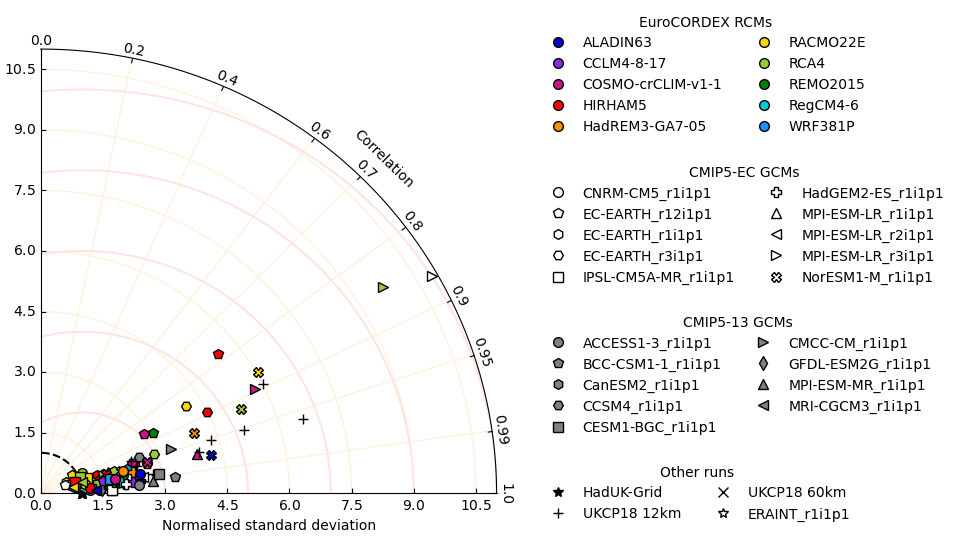 0.0
0.2
0.4
0.6
Correlation
0.7
0.8
0.9
0.95
0.99
1.0
10.5
9.0
7.5
6.0
4.5
3.0
1.5
0.0
0.0 1.5 3.0 4.5 6.0 7.5 9.0 10.5
Normalised standard deviation
EuroCORDEX RCMs
ALADIN63 RACMO22E
CCLM4-8-17 RCA4
COSMO-crCLIM-v1-1 REMO2015
HIRHAM5 RegCM4-6
HadREM3-GA7-05 WRF381P
CMIP5-EC GCMs
CNRM-CM5_r1i1p1 HadGEM2-ES_r1i1p1
EC-EARTH_r12i1p1 MPI-ESM-LR_r1i1p1
EC-EARTH_r1i1p1 MPI-ESM-LR_r2i1p1
EC-EARTH_r3i1p1 MPI-ESM-LR_r3i1p1
IPSL-CM5A-MR_r1i1p1 NorESM1-M_r1i1p1
CMIP5-13 GCMs
ACCESS1-3_r1i1p1 CMCC-CM_r1i1p1
BCC-CSM1-1_r1i1p1 GFDL-ESM2G_r1i1p1
CanESM2_r1i1p1 MPI-ESM-MR_r1i1p1
CCSM4_r1i1p1 MRI-CGCM3_r1i1p1
CESM1-BGC_r1i1p1
Other runs
HadUK-Grid UKCP18 60km
UKCP18 12km ERAINT_r1i1p1